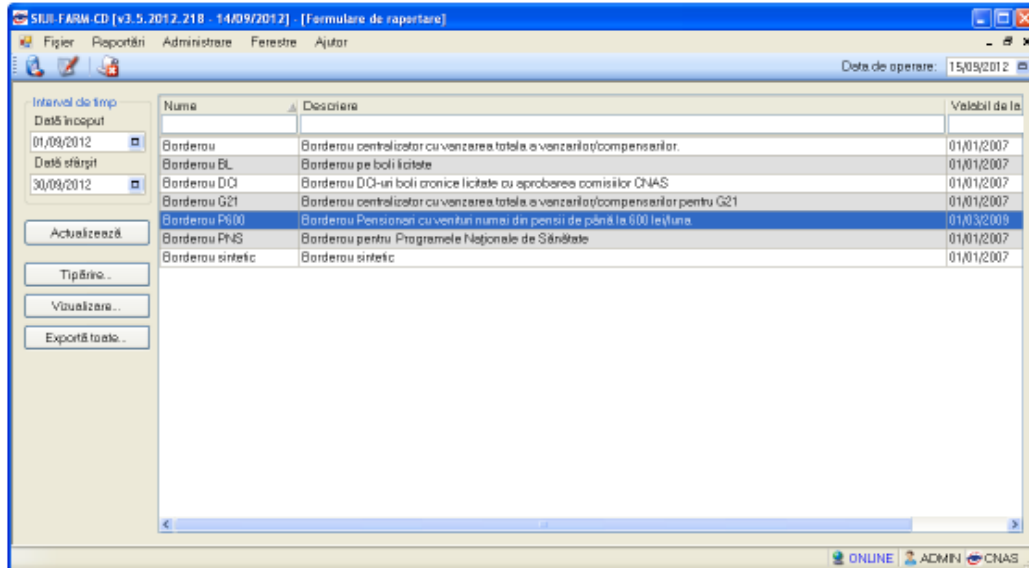 SIUI-FARM-CD [v3.5.2012.218 - 14/09/2012] - [Formulare de raportare]
Fișier Raportări Administrare Ferestre Ajutor
Data de operare: 15/09/2012
Interval de timp
Dată început
01/09/2012
Dată sfârșit
30/09/2012
Actualizează
Tipărire...
Vizualizare...
Exportă toate...
Nume Descriere Valabil de la
Borderou Borderou centralizator cu vanzarea totala a vanzarilor/compensarilor. 01/01/2007
Borderou BL Borderou pe boli licitate 01/01/2007
Borderou DCI Borderou DCI-uri boli cronice licitate cu aprobarea comisiilor CNAS 01/01/2007
Borderou G21 Borderou centralizator cu vanzarea totala a vanzarilor/compensarilor pentru G21 01/01/2007
Borderou P600 Borderou Pensionari cu venituri numai din pensii de până la 600 lei/luna 01/03/2009
Borderou PNS Borderou pentru Programele Naționale de Sănătate 01/01/2007
Borderou sintetic Borderou sintetic 01/01/2007
ONLINE ADMIN CNAS